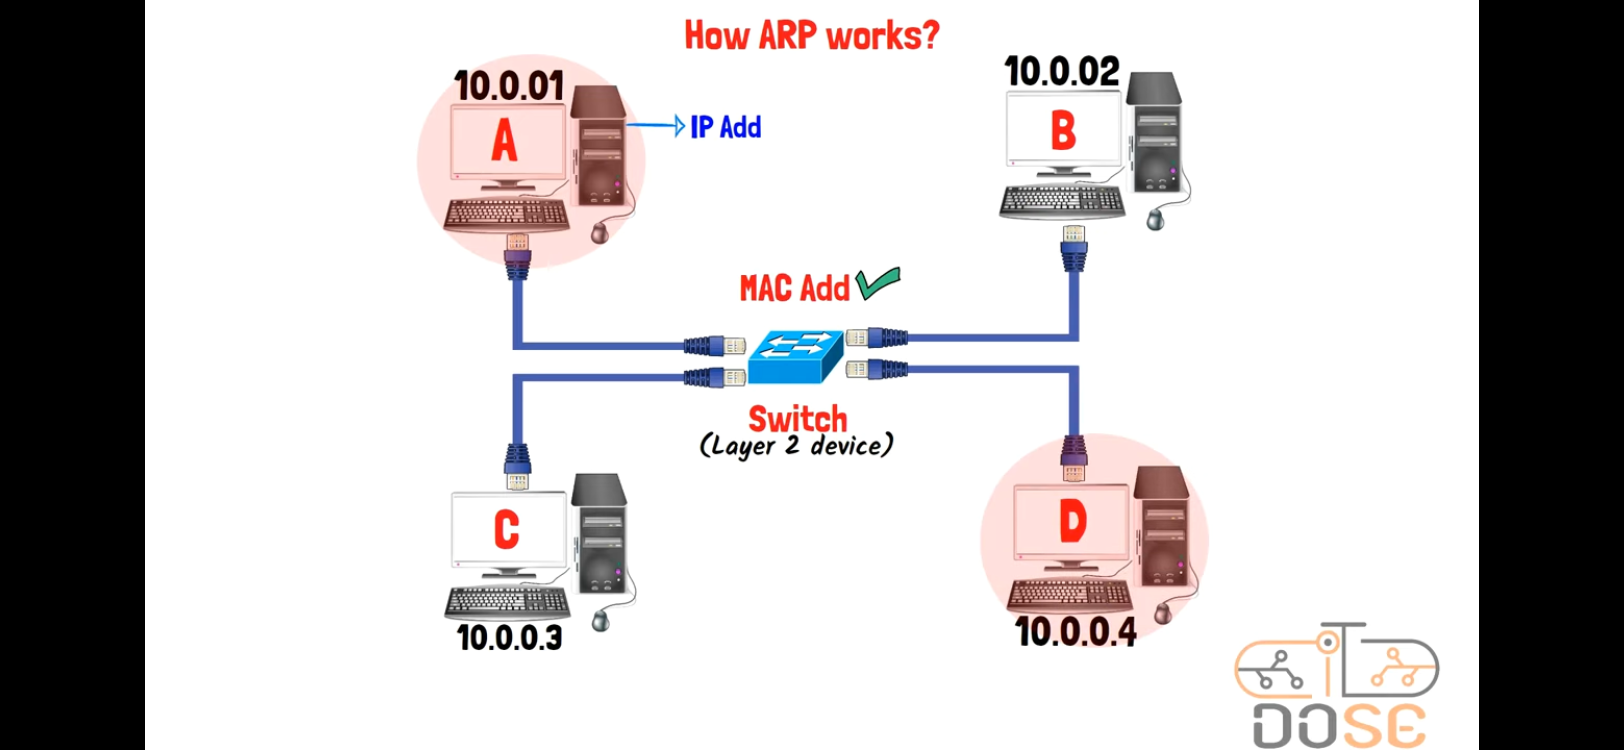 How ARP works?
10.0.01
10.0.02
A
IP Add
B
MAC Add
Switch
(Layer 2 device)
C
D
10.0.0.3
10.0.0.4
iT
DOSE